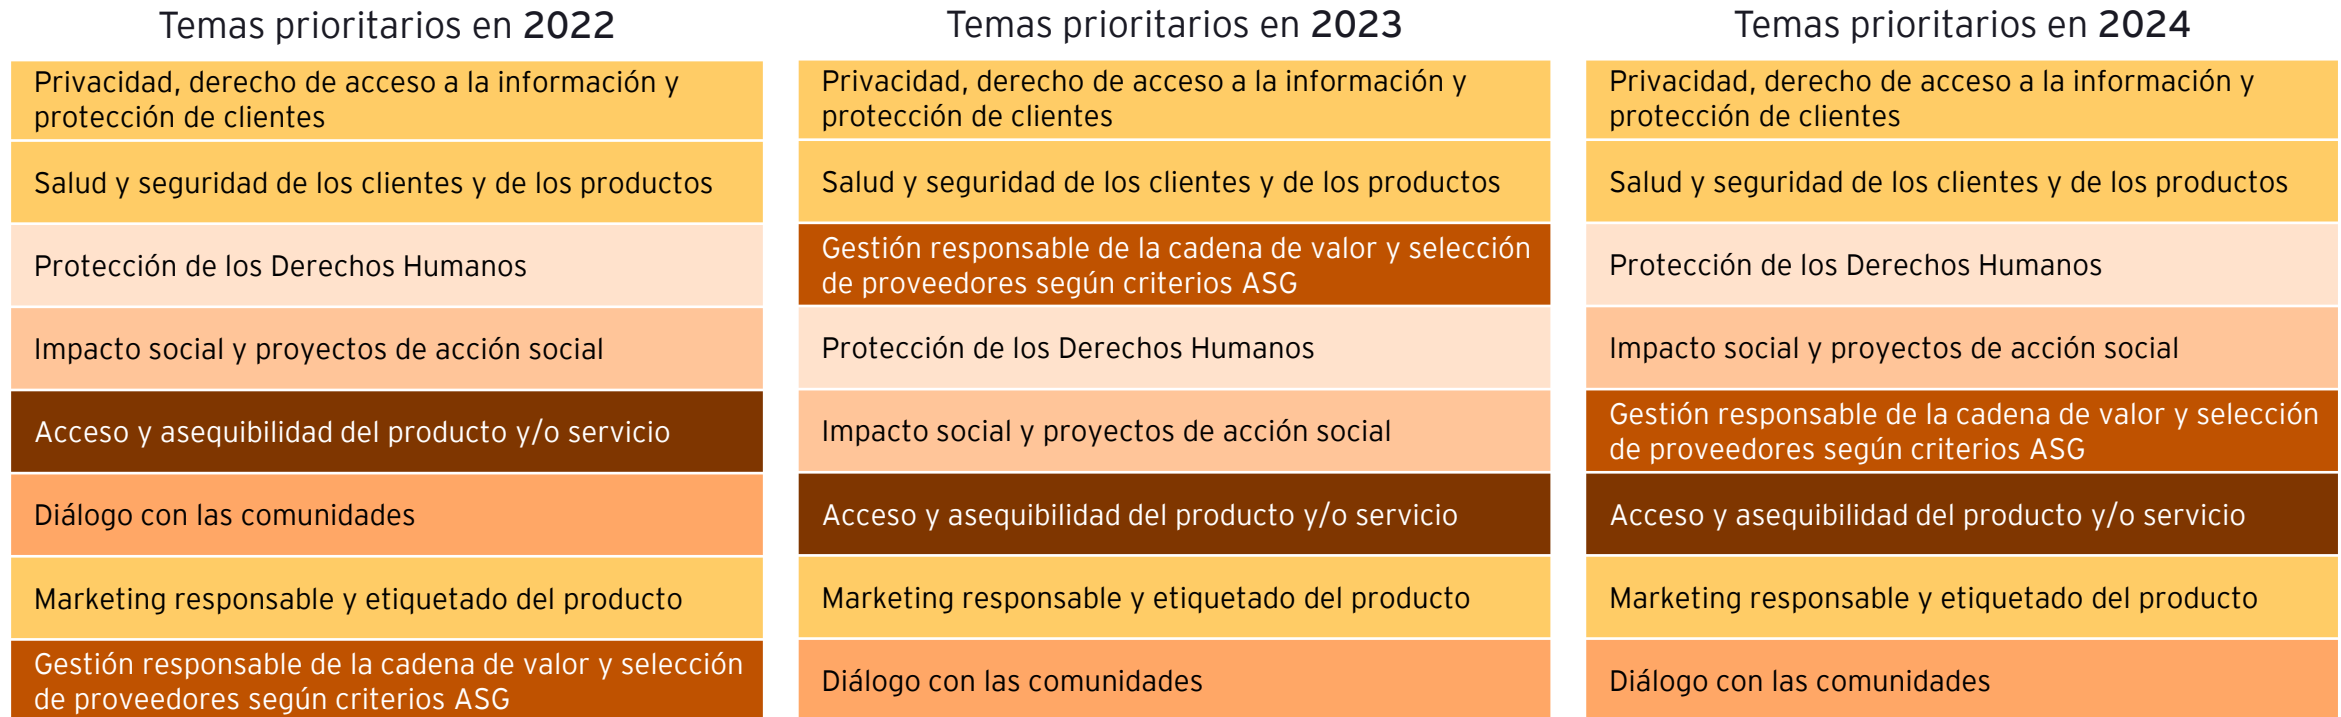 Temas prioritarios en 2022
Privacidad, derecho de acceso a la información y
protección de clientes
Salud y seguridad de los clientes y de los productos
Protección de los Derechos Humanos
Impacto social y proyectos de acción social
Acceso y asequibilidad del producto y/o servicio
Diálogo con las comunidades
Marketing responsable y etiquetado del producto
Gestión responsable de la cadena de valor y selección
de proveedores según criterios ASG
Temas prioritarios en 2023
Privacidad, derecho de acceso a la información y
protección de clientes
Salud y seguridad de los clientes y de los productos
Gestión responsable de la cadena de valor y selección
de proveedores según criterios ASG
Protección de los Derechos Humanos
Impacto social y proyectos de acción social
Acceso y asequibilidad del producto y/o servicio
Marketing responsable y etiquetado del producto
Diálogo con las comunidades
Temas prioritarios en 2024
Privacidad, derecho de acceso a la información y
protección de clientes
Salud y seguridad de los clientes y de los productos
Protección de los Derechos Humanos
Impacto social y proyectos de acción social
Gestión responsable de la cadena de valor y selección
de proveedores según criterios ASG
Acceso y asequibilidad del producto y/o servicio
Marketing responsable y etiquetado del producto
Diálogo con las comunidades